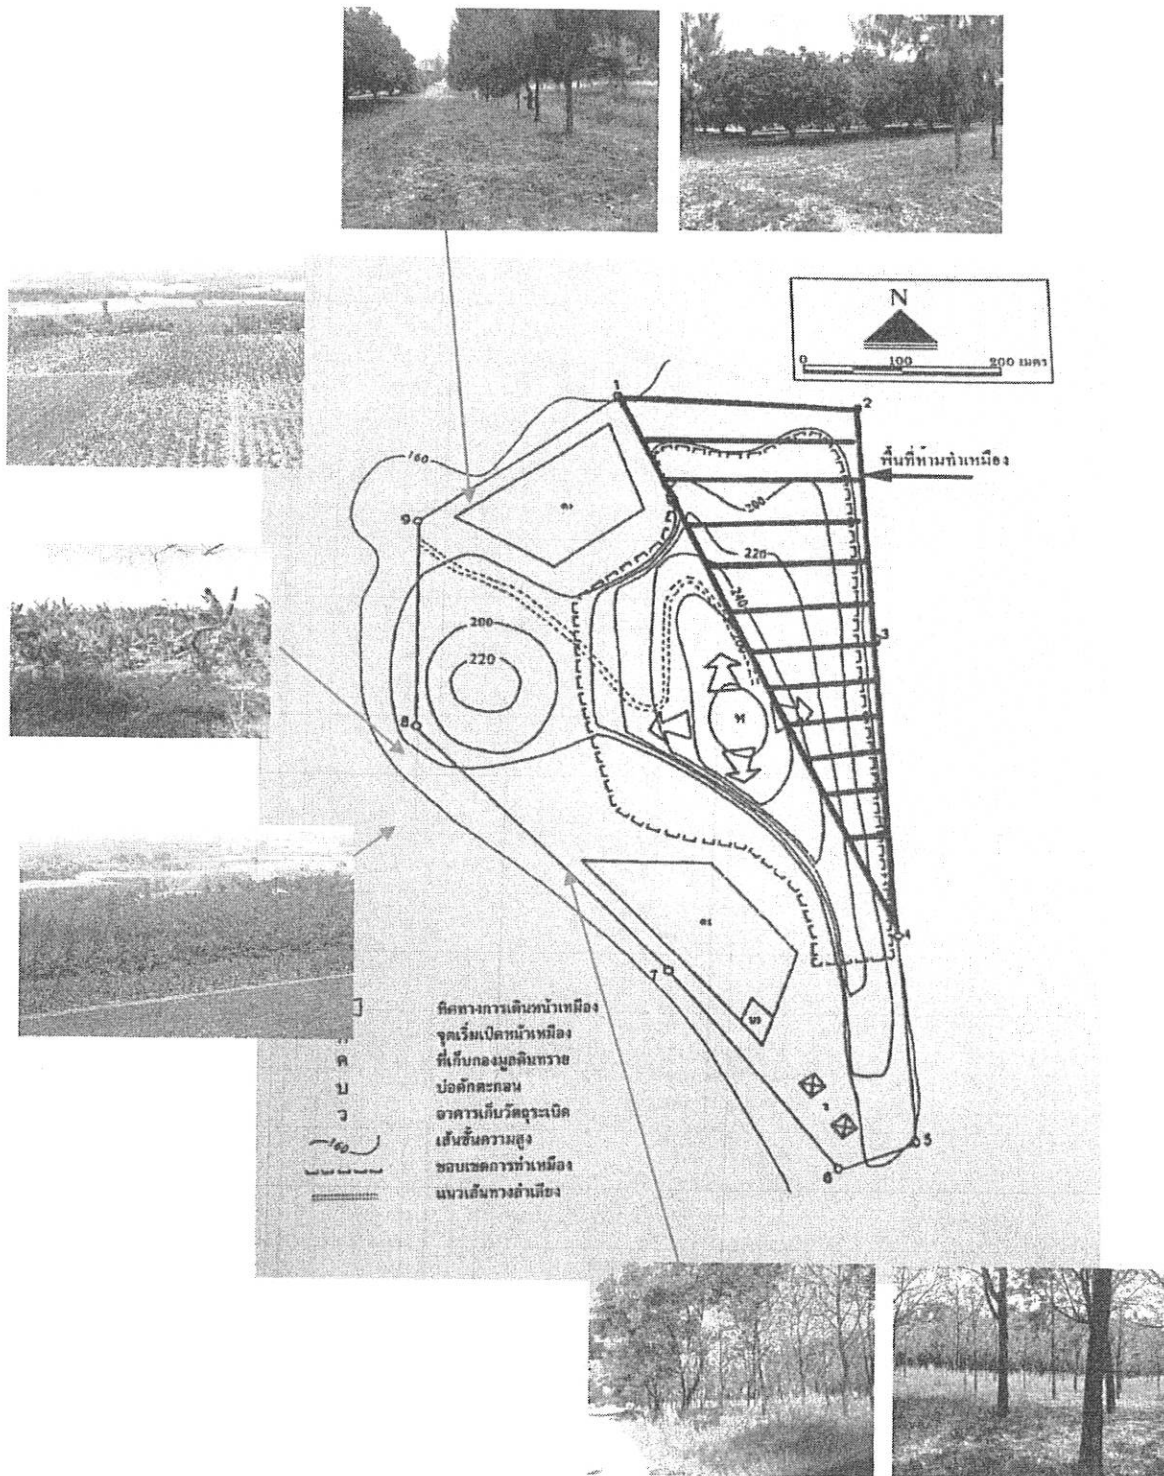 N
0 100 200 เมตร
1
2
พื้นที่ห้ามทำเหมือง
160
9
200
220
240
3
200
220
8
ห
4
7
ทิศทางการเดินหน้าเหมือง
จุดเริ่มเปิดหน้าเหมือง
ค ที่เก็บกองมูลดินทราย
บ บ่อดักตะกอน
ว อาคารเก็บวัตถุระเบิด
160 เส้นชั้นความสูง
ขอบเขตการทำเหมือง
แนวเส้นทางลำเลียง
5
6